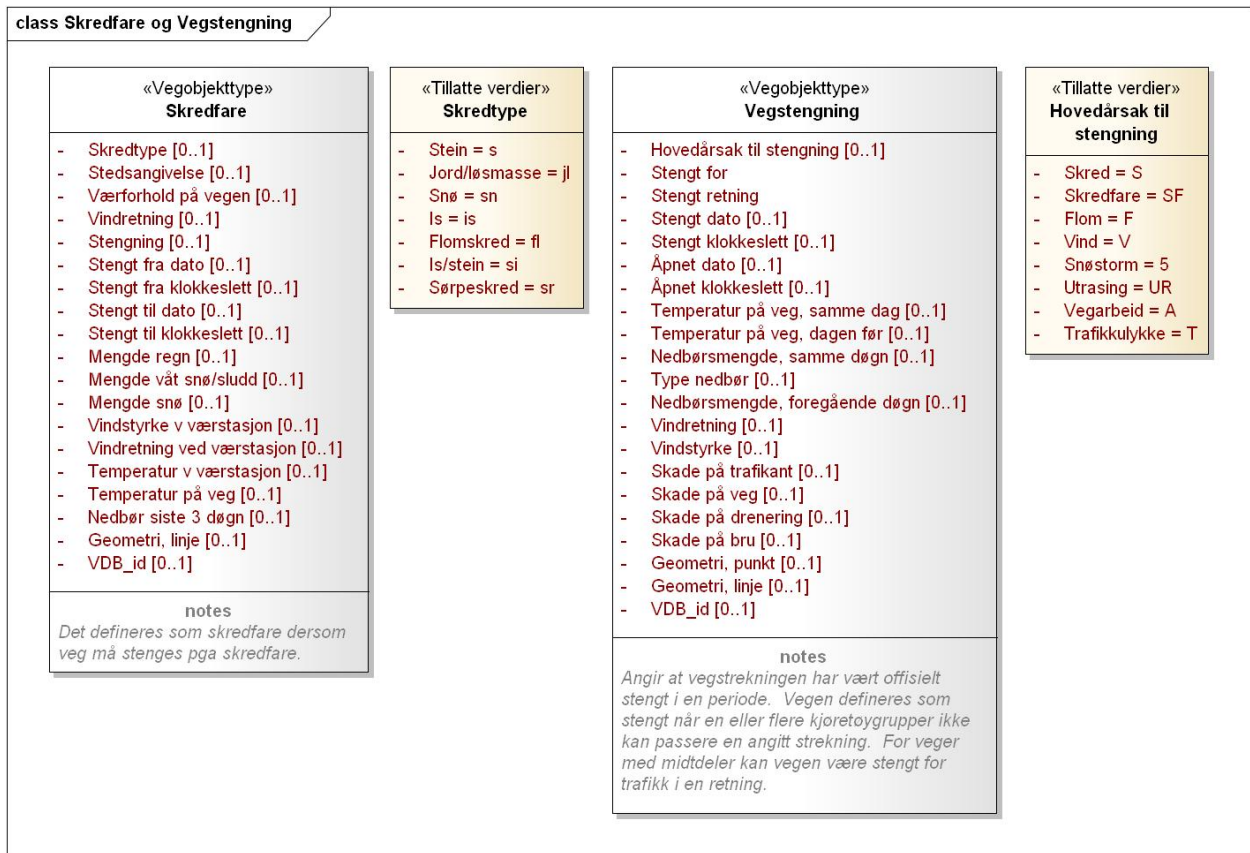 class Skredfare og Vegstengning
«Vegobjekttype»
Skredfare
- Skredtype [0..1]
- Stedsangivelse [0..1]
- Værforhold på vegen [0..1]
- Vindretning [0..1]
- Stengning [0..1]
- Stengt fra dato [0..1]
- Stengt fra klokkeslett [0..1]
- Stengt til dato [0..1]
- Stengt til klokkeslett [0..1]
- Mengde regn [0..1]
- Mengde våt snø/sludd [0..1]
- Mengde snø [0..1]
- Vindstyrke v værstasjon [0..1]
- Vindretning ved værstasjon [0..1]
- Temperatur v værstasjon [0..1]
- Temperatur på veg [0..1]
- Nedbør siste 3 døgn [0..1]
- Geometri, linje [0..1]
- VDB_id [0..1]
notes
Det defineres som skredfare dersom
veg må stenges pga skredfare.
«Tillatte verdier»
Skredtype
- Stein = s
- Jord/løsmasse = jl
- Snø = sn
- Is = is
- Flomskred = fl
- Is/stein = si
- Sørpeskred = sr
«Vegobjekttype»
Vegstengning
- Hovedårsak til stengning [0..1]
- Stengt for
- Stengt retning
- Stengt dato [0..1]
- Stengt klokkeslett [0..1]
- Åpnet dato [0..1]
- Åpnet klokkeslett [0..1]
- Temperatur på veg, samme dag [0..1]
- Temperatur på veg, dagen før [0..1]
- Nedbørsmengde, samme døgn [0..1]
- Type nedbør [0..1]
- Nedbørsmengde, foregående døgn [0..1]
- Vindretning [0..1]
- Vindstyrke [0..1]
- Skade på trafikant [0..1]
- Skade på veg [0..1]
- Skade på drenering [0..1]
- Skade på bru [0..1]
- Geometri, punkt [0..1]
- Geometri, linje [0..1]
- VDB_id [0..1]
notes
Angir at vegstrekningen har vært offisielt
stengt i en periode. Vegen defineres som
stengt når en eller flere kjøretøygrupper ikke
kan passere en angitt strekning. For veger
med midtdeler kan vegen være stengt for
trafikk i en retning.
«Tillatte verdier»
Hovedårsak til
stengning
- Skred = S
- Skredfare = SF
- Flom = F
- Vind = V
- Snøstorm = 5
- Utrasing = UR
- Vegarbeid = A
- Trafikkulykke = T